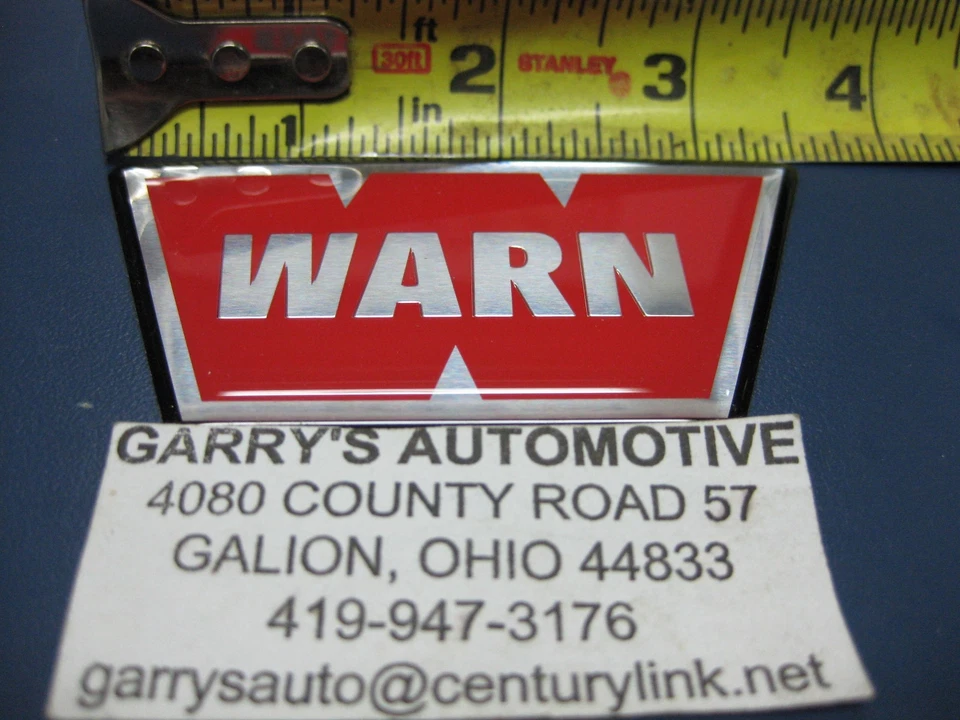 ft
30ft 2 STANLEY 3 4
1 in
WARN
GARRY'S AUTOMOTIVE
4080 COUNTY ROAD 57
GALION, OHIO 44833
419-947-3176
garrysauto@centurylink.net